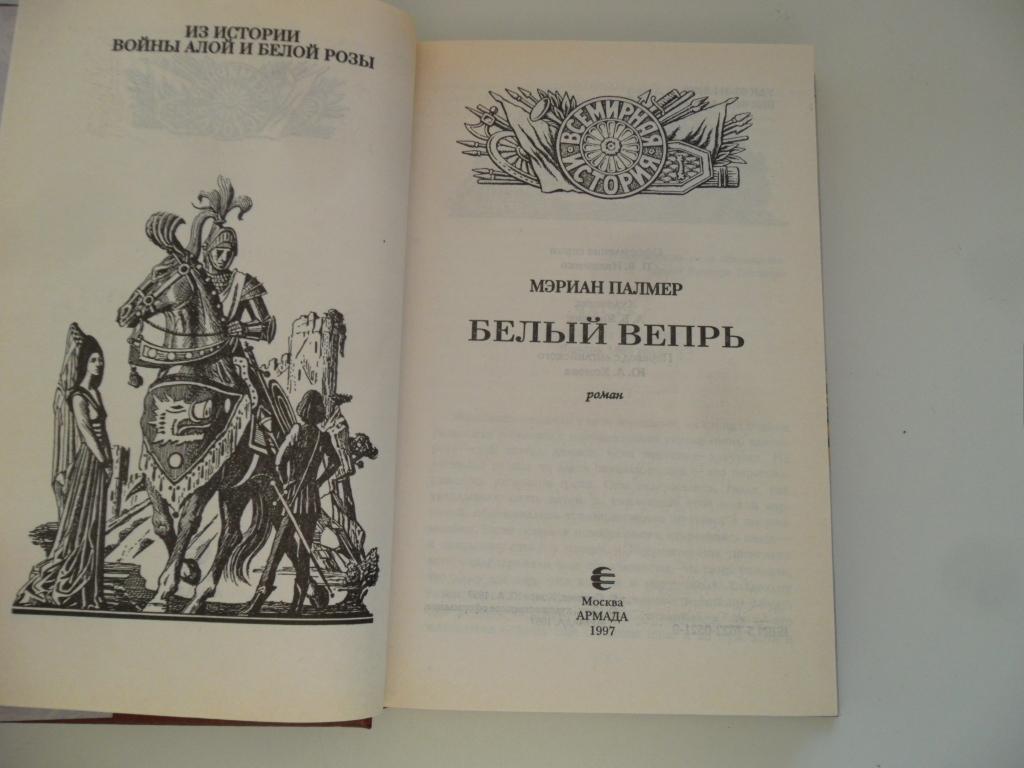 ИЗ ИСТОРИИ
ВОЙНЫ АЛОЙ И БЕЛОЙ РОЗЫ
ВСЕМИРНАЯ
ИСТОРИЯ
МЭРИАН ПАЛМЕР
БЕЛЫЙ ВЕПРЬ
роман
Москва
АРМАДА
1997